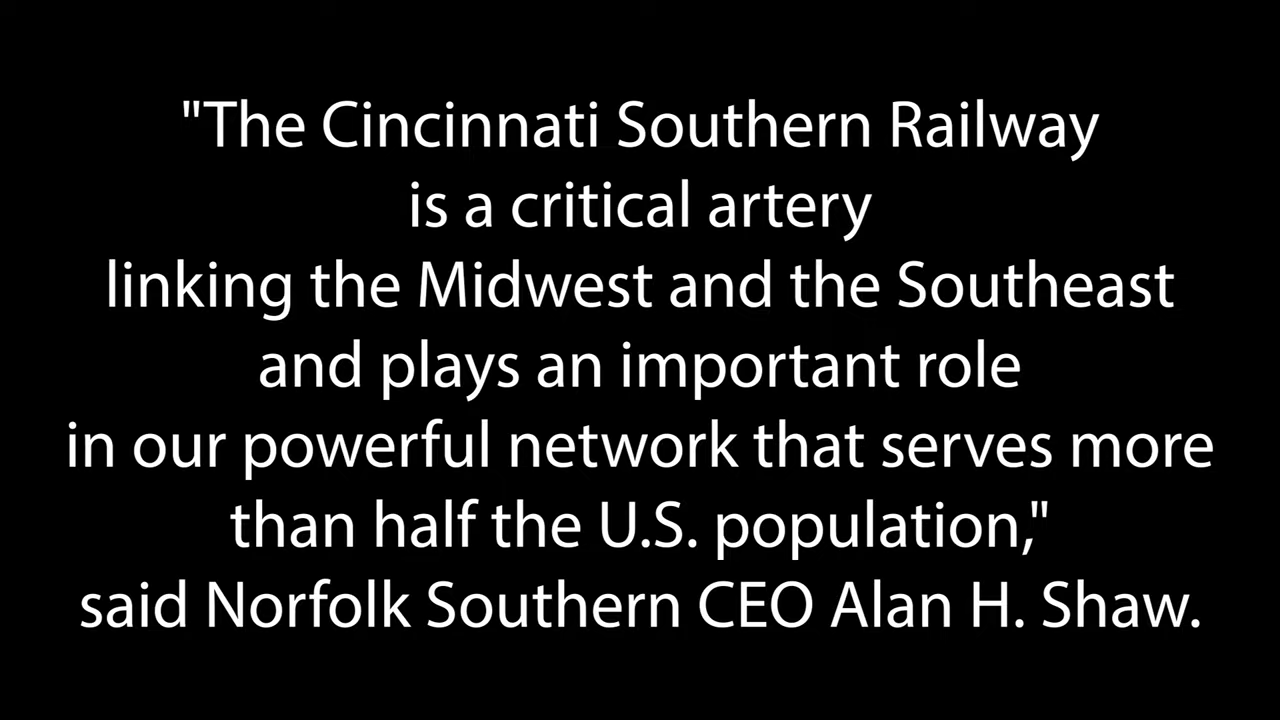 "The Cincinnati Southern Railway
is a critical artery
linking the Midwest and the Southeast
and plays an important role
in our powerful network that serves more
than half the U.S. population,"
said Norfolk Southern CEO Alan H. Shaw.